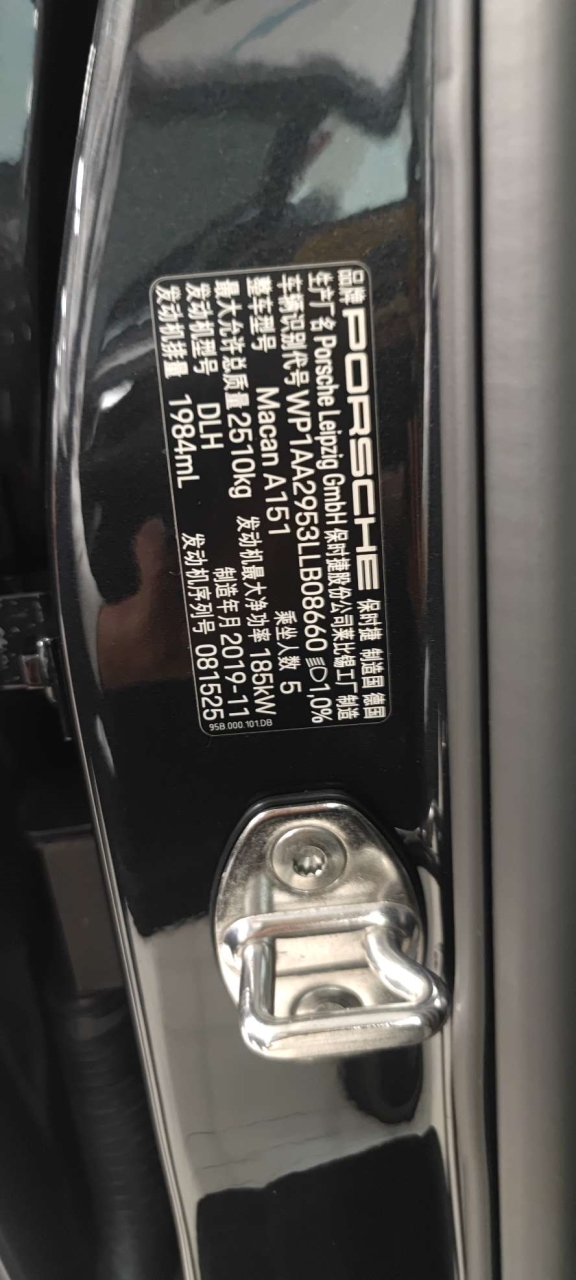 品牌 PORSCHE 保时捷 制造国 德国
生产厂名 Porsche Leipzig GmbH 保时捷股份公司莱比锡工厂制造
车辆识别代号 WP1AA2953LLB08660 1,0%
整车型号 Macan A151 乘坐人数 5
最大允许总质量 2510kg 发动机最大净功率 185kW
发动机型号 DLH 制造年月 2019-11
发动机排量 1984mL 发动机序列号 081525
95B.000.101.DB